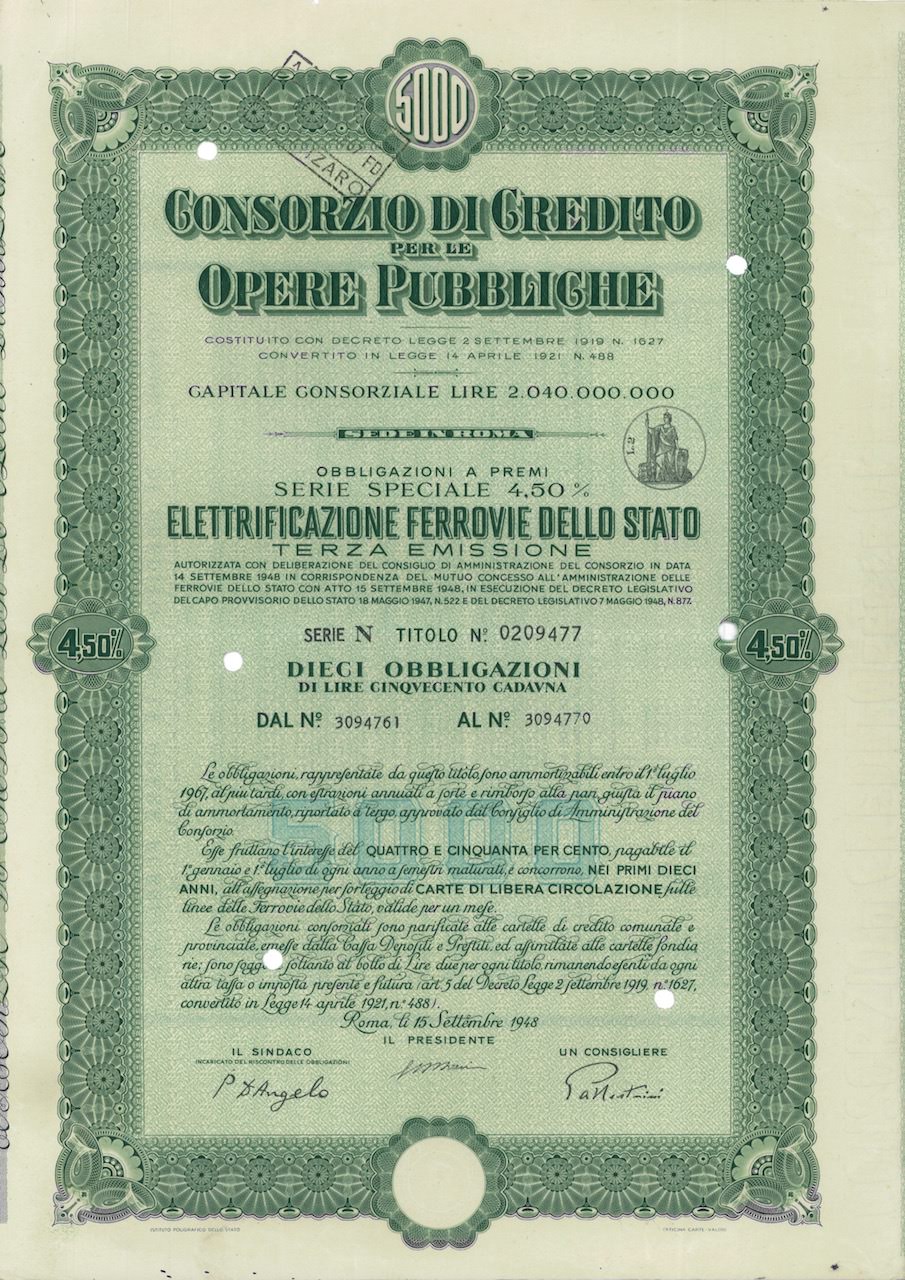 5000
7 FD
CONSORZIO DI CREDITO
PER LE
OPERE PUBBLICHE
COSTITUITO CON DECRETO LEGGE 2 SETTEMBRE 1919 N. 1627
CONVERTITO IN LEGGE 14 APRILE 1921 N. 488
CAPITALE CONSORZIALE LIRE 2.040.000.000
SEDE IN ROMA
L. 2
OBBLIGAZIONI A PREMI
SERIE SPECIALE 4,50 %
ELETTRIFICAZIONE FERROVIE DELLO STATO
TERZA EMISSIONE
AUTORIZZATA CON DELIBERAZIONE DEL CONSIGLIO DI AMMINISTRAZIONE DEL CONSORZIO IN DATA
14 SETTEMBRE 1948 IN CORRISPONDENZA DEL MUTUO CONCESSO ALL'AMMINISTRAZIONE DELLE
FERROVIE DELLO STATO CON ATTO 15 SETTEMBRE 1948, IN ESECUZIONE DEL DECRETO LEGISLATIVO
DEL CAPO PROVVISORIO DELLO STATO 18 MAGGIO 1947, N. 522 E DEL DECRETO LEGISLATIVO 7 MAGGIO 1948, N. 877.
4,50%
SERIE N TITOLO Nº 0209477
4,50%
DIECI OBBLIGAZIONI
DI LIRE CINQVECENTO CADAVNA
DAL Nº 3094761 AL Nº 3094770
Le obbligazioni, rappresentate da questo titolo, sono ammortizzabili entro il 1º luglio
1967, al più tardi, con estrazioni annuali a sorte e rimborso alla pari, giusta il piano
di ammortamento, riportato a tergo, approvato dal Consiglio di Amministrazione del
Consorzio.
5000
Esse fruttano l'interesse del QUATTRO E CINQUANTA PER CENTO, pagabile il
1º gennaio e 1º luglio di ogni anno a semestri maturati, e concorrono, NEI PRIMI DIECI
ANNI, all'assegnazione per sorteggio di CARTE DI LIBERA CIRCOLAZIONE sulle
linee delle Ferrovie dello Stato, valide per un mese.
Le obbligazioni consorziali sono parificate alle cartelle di credito comunale e
provinciale, emesse dalla Cassa Depositi e Prestiti, ed assimilate alle cartelle fondia
rie; sono sogge soltanto al bollo di Lire due per ogni titolo, rimanendo esenti da ogni
altra tassa o imposta presente e futura (art. 5 del Decreto Legge 2 settembre 1919, n.º 1627,
convertito in Legge 14 aprile 1921, n.º 488).
Roma, li 15 Settembre 1948
IL PRESIDENTE
IL SINDACO
INCARICATO DEL RISCONTRO DELLE OBBLIGAZIONI
UN CONSIGLIERE
P D'Angelo
ISTITUTO POLIGRAFICO DELLO STATO
OFFICINA CARTE-VALORI